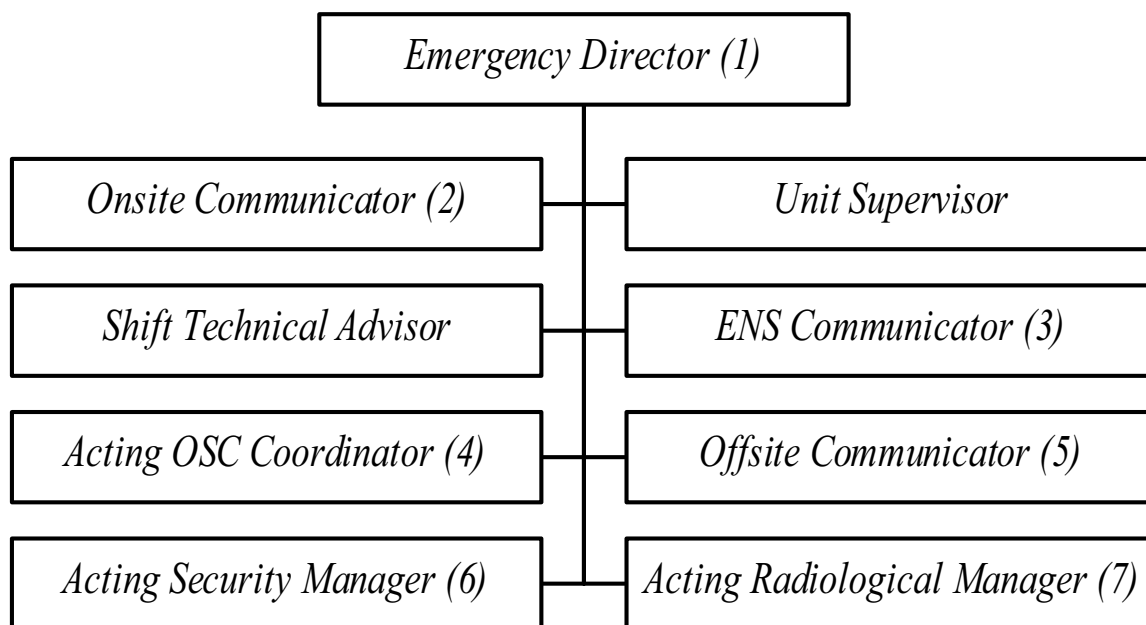 Emergency Director (1)
Onsite Communicator (2)
Unit Supervisor
Shift Technical Advisor
ENS Communicator (3)
Acting OSC Coordinator (4)
Offsite Communicator (5)
Acting Security Manager (6)
Acting Radiological Manager (7)